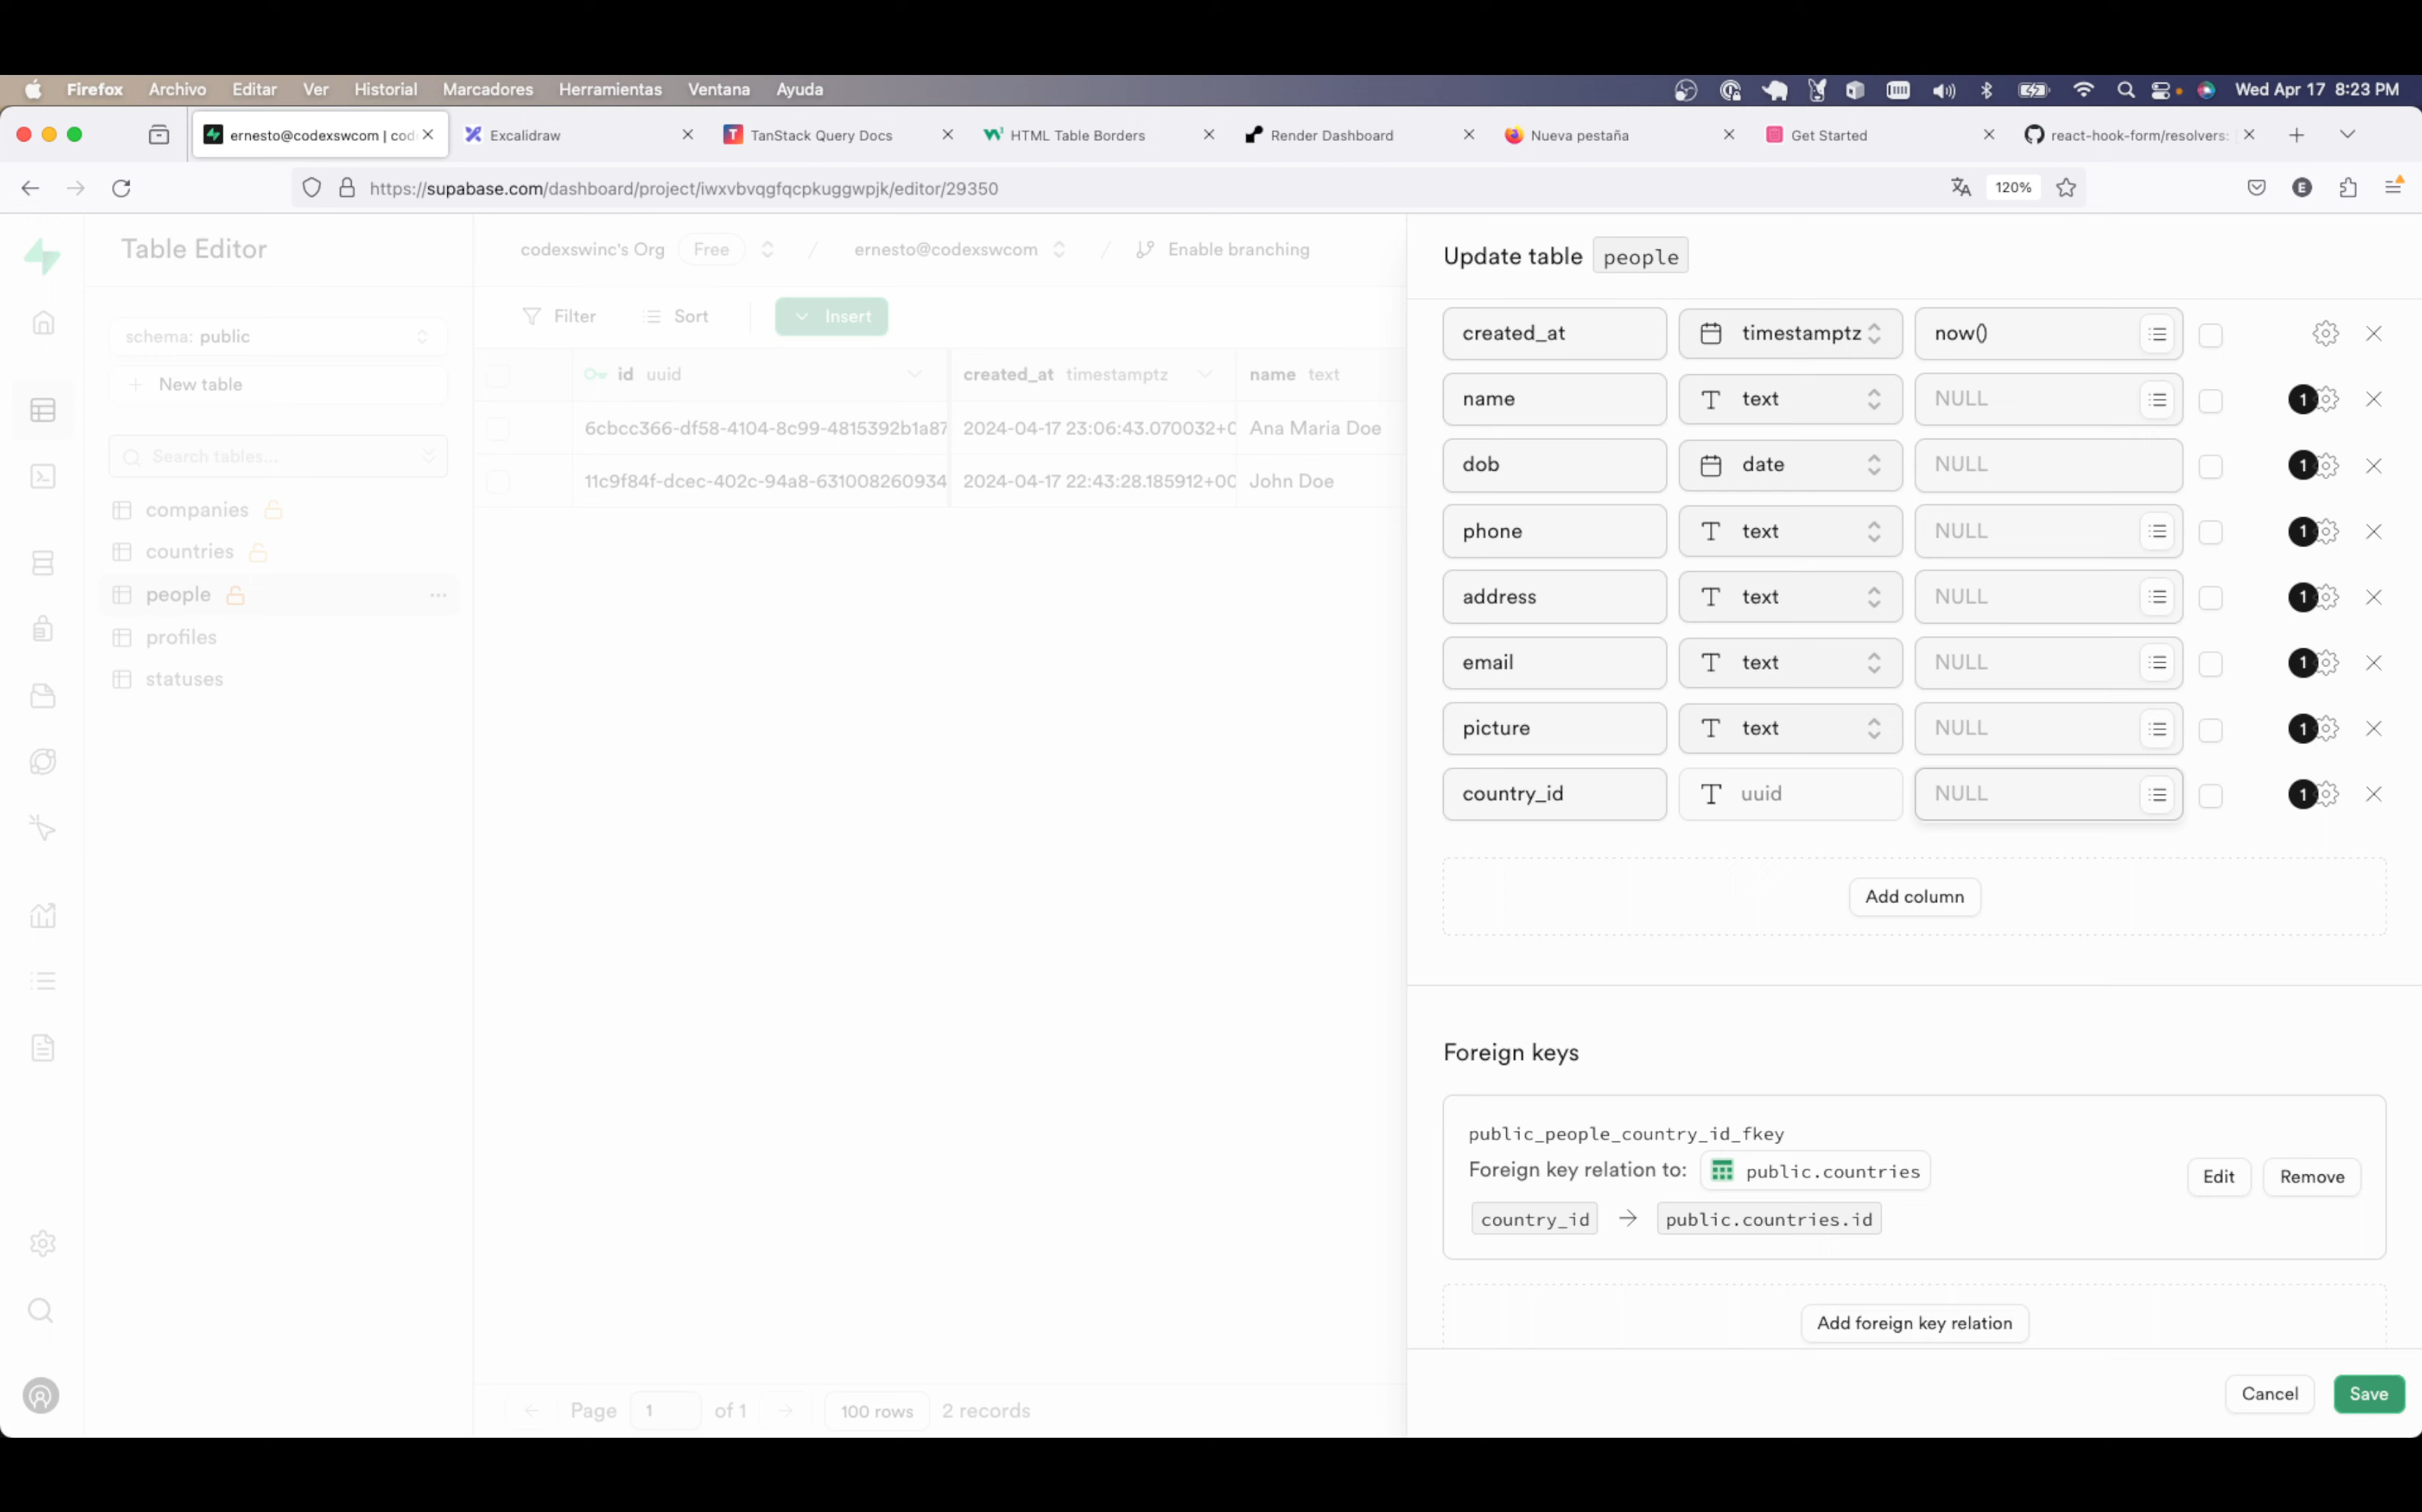 Firefox Archivo Editar Ver Historial Marcadores Herramientas Ventana Ayuda Wed Apr 17 8:23 PM
ernesto@codexswcom | cod Excalidraw TanStack Query Docs HTML Table Borders Render Dashboard Nueva pestaña Get Started react-hook-form/resolvers:
https://supabase.com/dashboard/project/iwxvbvqgfqcpkuggwpjk/editor/29350 120% E
Table Editor
schema: public
New table
Search tables...
companies
countries
people
profiles
statuses
codexswinc's Org Free / ernesto@codexswcom / Enable branching
Filter Sort Insert
id uuid created_at timestamptz name text
6cbcc366-df58-4104-8c99-4815392b1a87 2024-04-17 23:06:43.070032+0 Ana Maria Doe
11c9f84f-dcec-402c-94a8-631008260934 2024-04-17 22:43:28.185912+00 John Doe
Page 1 of 1 100 rows 2 records
Update table people
created_at timestamptz now()
name text NULL 1
dob date NULL 1
phone text NULL 1
address text NULL 1
email text NULL 1
picture text NULL 1
country_id uuid NULL 1
Add column
Foreign keys
public_people_country_id_fkey
Foreign key relation to: public.countries
Edit Remove
country_id → public.countries.id
Add foreign key relation
Cancel Save